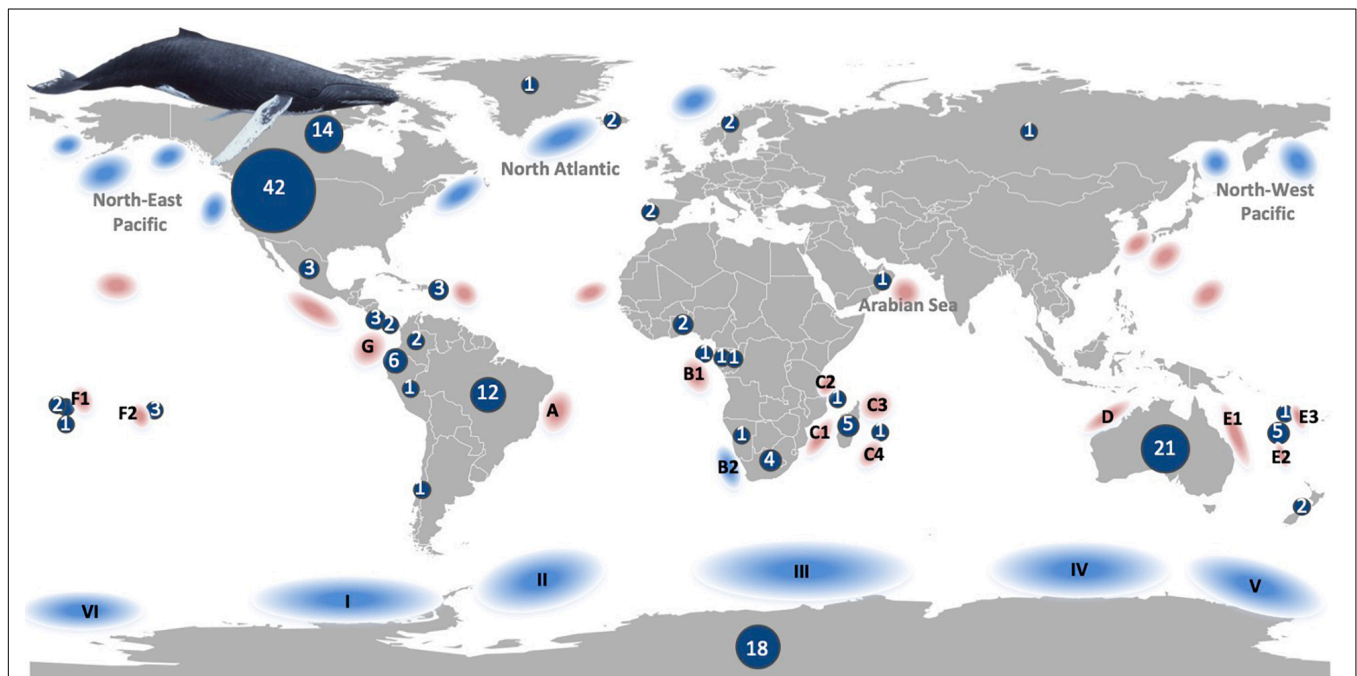 1
14
2
2
1
North Atlantic
42
North-East
Pacific
North-West
Pacific
2
3
3
1
Arabian Sea
3
2
2
2
G
6
1
1
1
B1
1
12
C2
1
F1
2
F2
3
1
A
C3
C1
5
1
D
E1
1
E3
5
E2
1
B2
4
C4
21
1
2
VI
I
II
III
IV
V
18